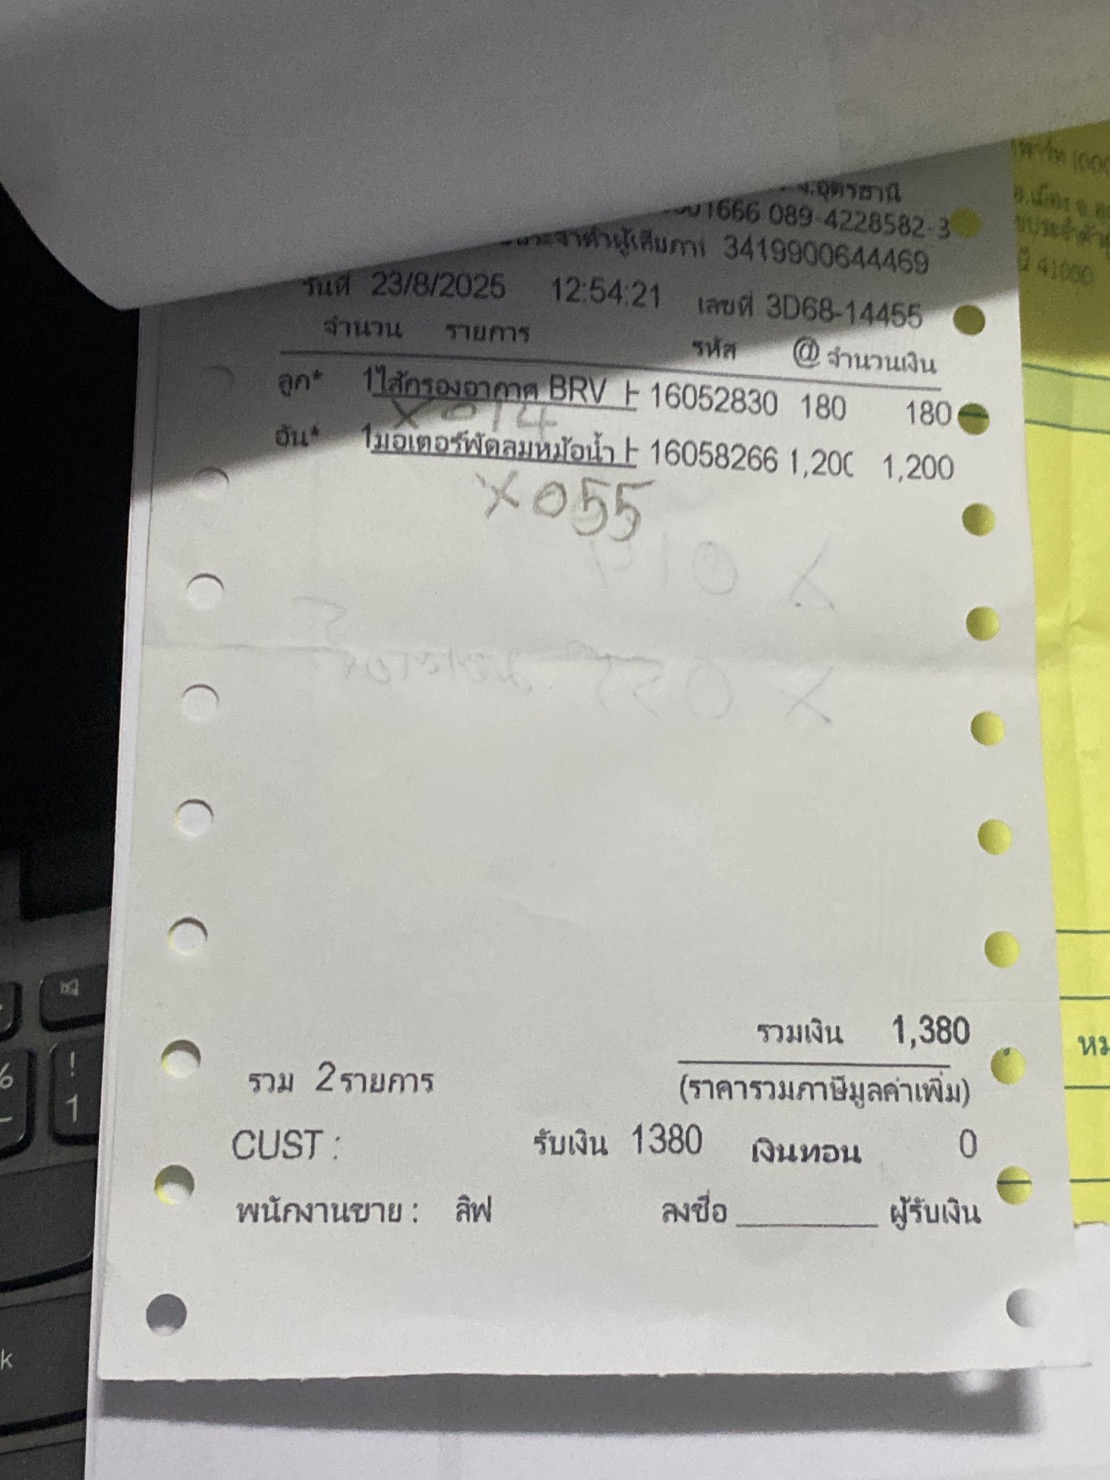 จ.อุดรธานี
1666 089-4228582-3
3419900644469
วันที่ 23/8/2025 12:54:21 เลขที่ 3D68-14455
จำนวน รายการ รหัส @ จำนวนเงิน
ลูก* 1ไส้กรองอากาศ BRV 16052830 180 180
X 014
อัน* 1มอเตอร์พัดลมหม้อน้ำ 16058266 1,20 1,200
X055
รวมเงิน 1,380
รวม 2รายการ (ราคารวมภาษีมูลค่าเพิ่ม)
CUST : รับเงิน 1380 เงินทอน 0
พนักงานขาย : ลิฟ ลงชื่อ ________ ผู้รับเงิน
41000
หม
%
!
1
k